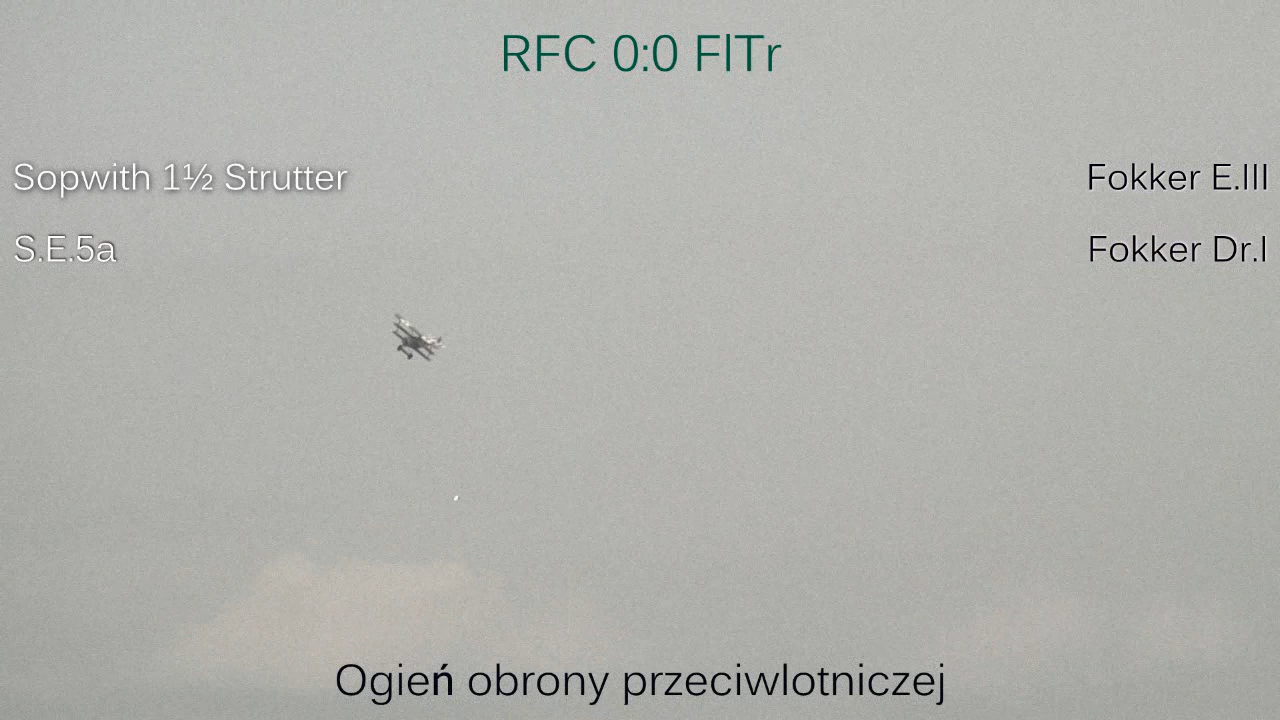 RFC 0:0 FlTr
Sopwith 1½ Strutter
Fokker E.III
S.E.5a
Fokker Dr.I
Ogień obrony przeciwlotniczej